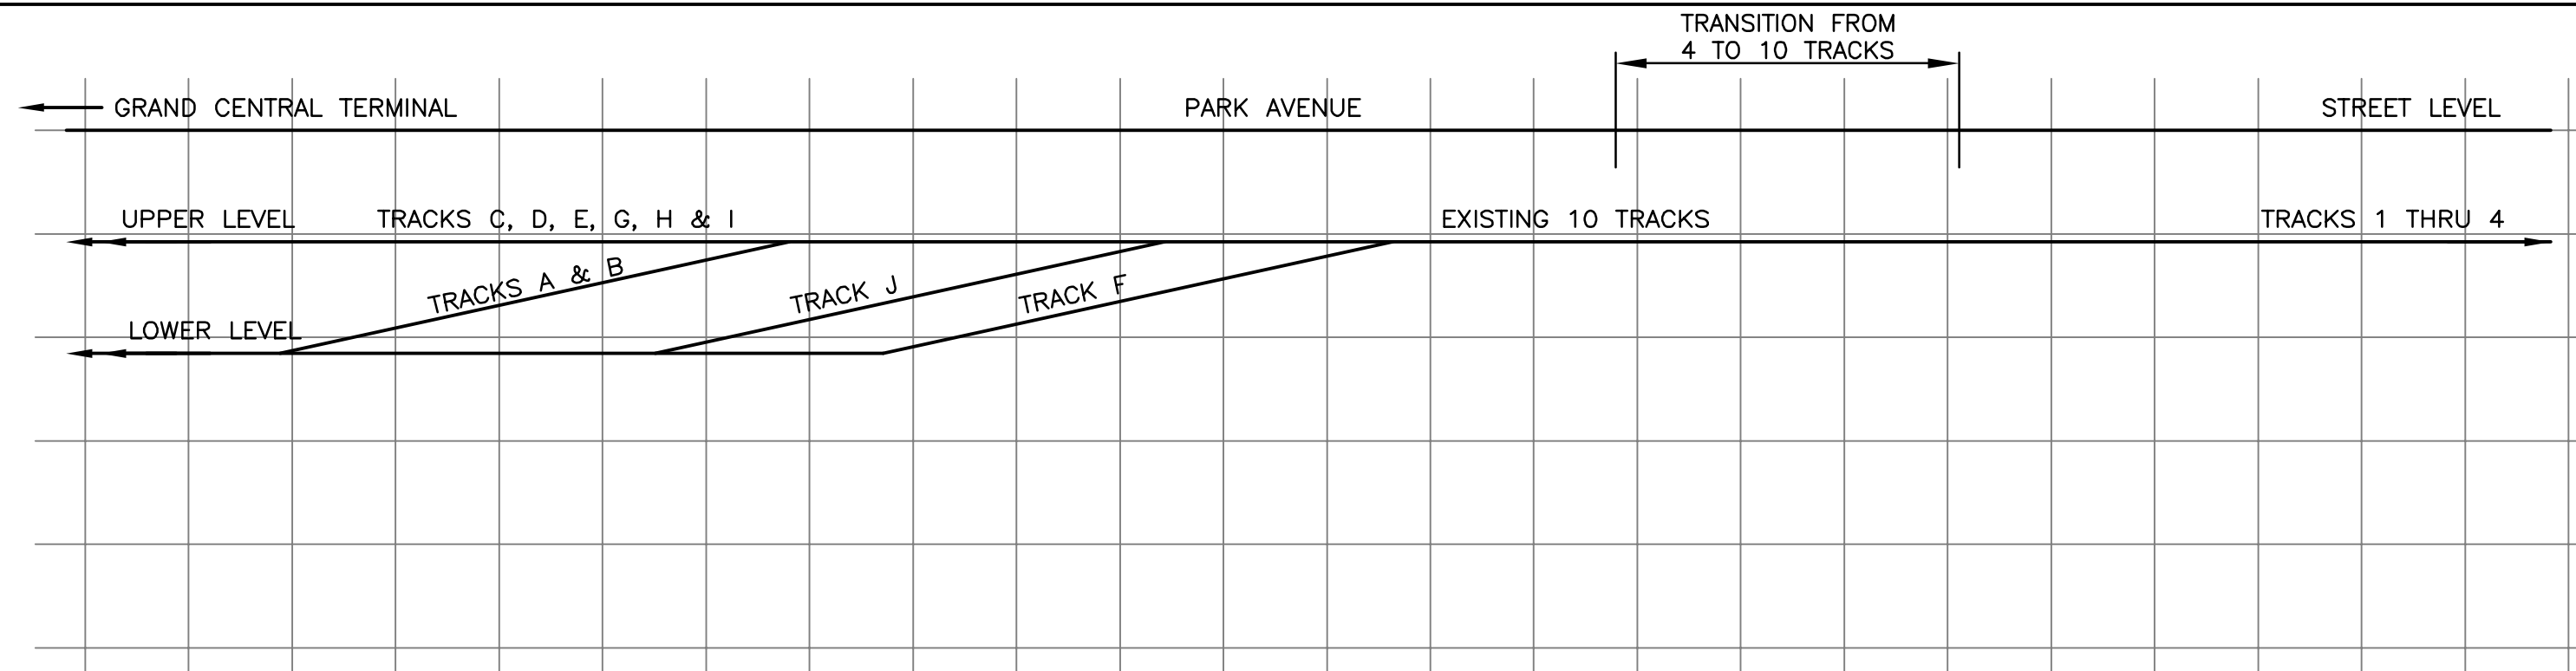 TRANSITION FROM
4 TO 10 TRACKS
GRAND CENTRAL TERMINAL
PARK AVENUE
STREET LEVEL
UPPER LEVEL
TRACKS C, D, E, G, H & I
EXISTING 10 TRACKS
TRACKS 1 THRU 4
TRACKS A & B
TRACK J
TRACK F
LOWER LEVEL